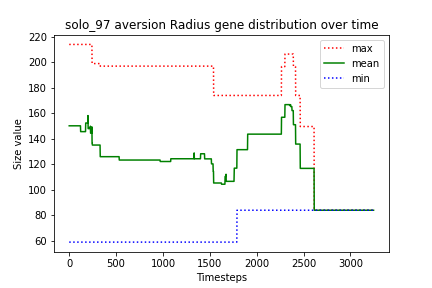 solo_97 aversion Radius gene distribution over time
max
mean
min
Size value
220
200
180
160
140
120
100
80
60
0 500 1000 1500 2000 2500 3000
Timesteps